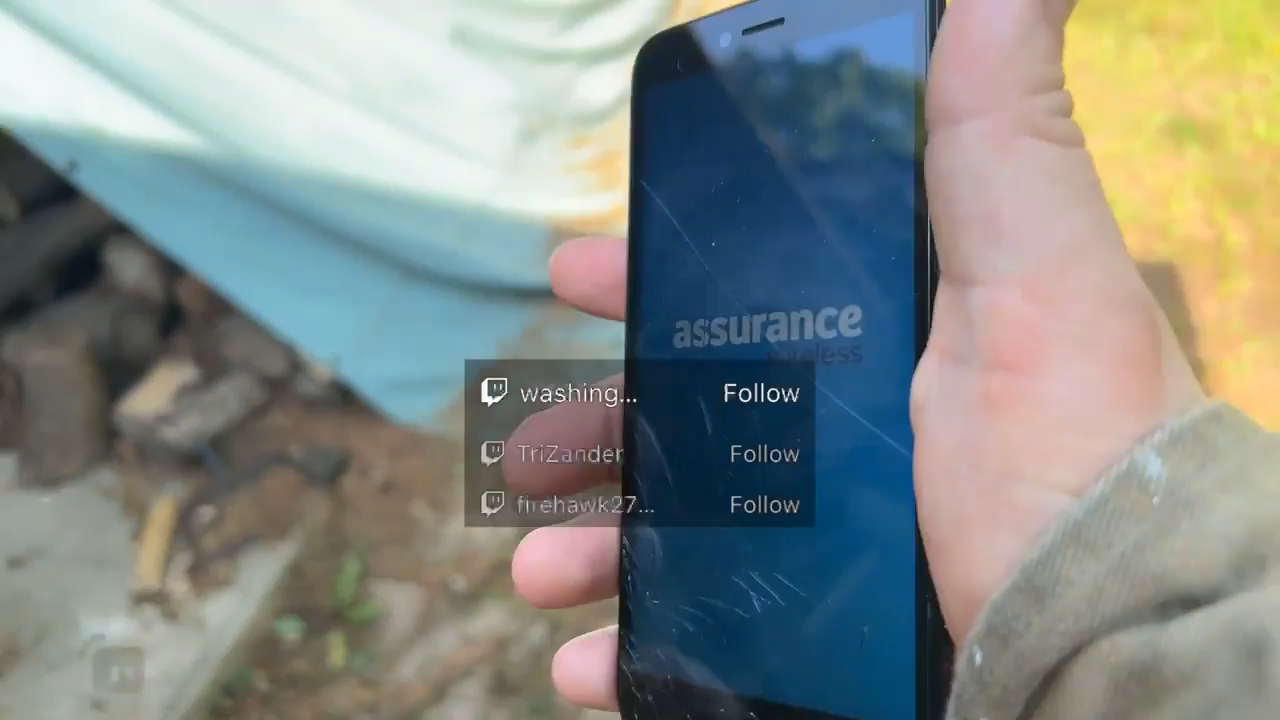 assurance
wireless
washing... Follow
TriZander Follow
firehawk27... Follow